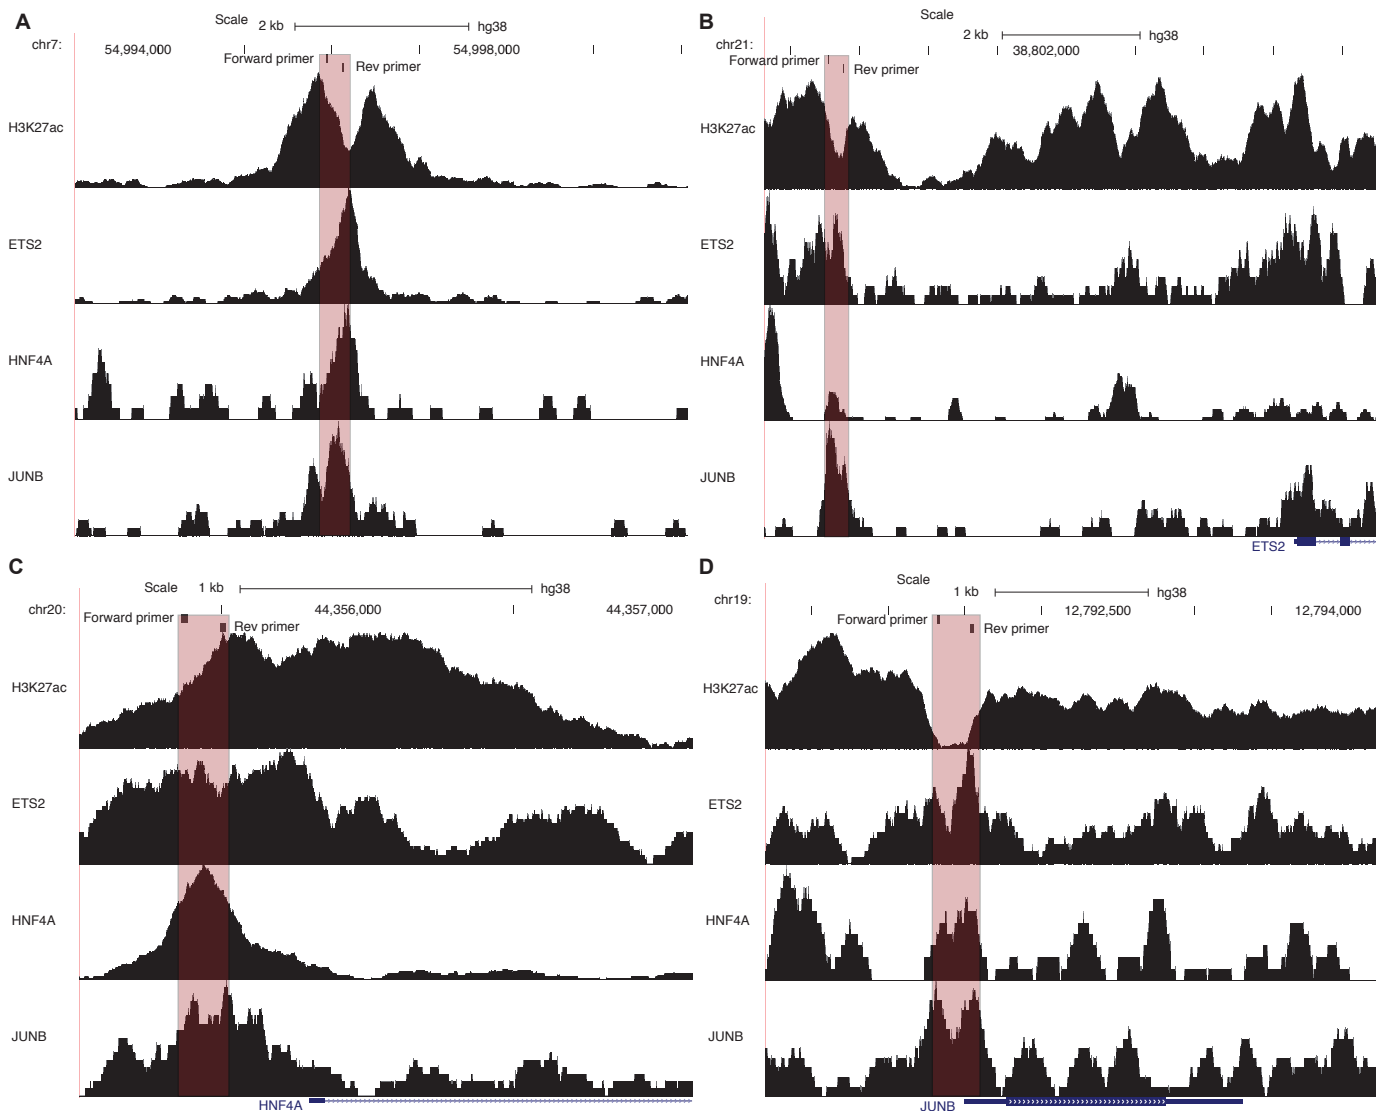 A
Scale
2 kb
hg38
chr7:
54,994,000
54,998,000
Forward primer
Rev primer
H3K27ac
ETS2
HNF4A
JUNB
B
Scale
2 kb
hg38
chr21:
38,802,000
Forward primer
Rev primer
H3K27ac
ETS2
HNF4A
JUNB
ETS2
C
Scale
1 kb
hg38
chr20:
44,356,000
44,357,000
Forward primer
Rev primer
H3K27ac
ETS2
HNF4A
JUNB
HNF4A
D
Scale
1 kb
hg38
chr19:
12,792,500
12,794,000
Forward primer
Rev primer
H3K27ac
ETS2
HNF4A
JUNB
JUNB